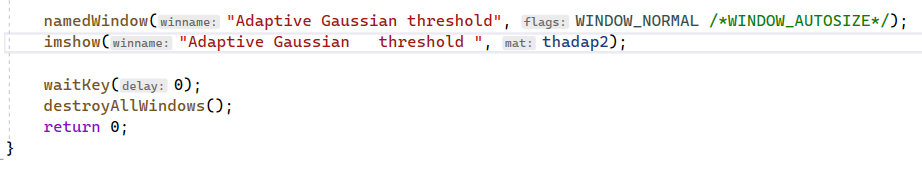 namedWindow(winname: "Adaptive Gaussian threshold", flags: WINDOW_NORMAL /*WINDOW_AUTOSIZE*/);
imshow(winname: "Adaptive Gaussian   threshold ", mat: thadap2);
waitKey(delay: 0);
destroyAllWindows();
return 0;
}